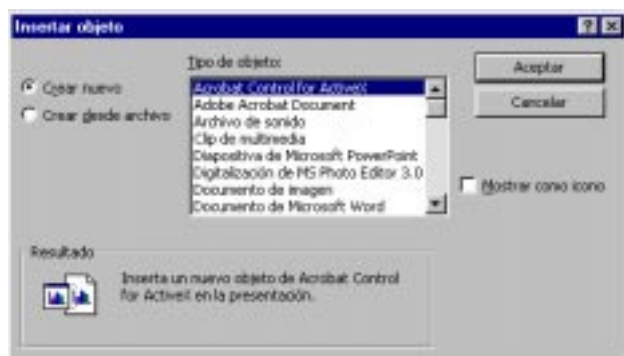 Insertar objeto
Tipo de objeto:
Crear nuevo
Crear desde archivo
Acrobat Control for ActiveX
Adobe Acrobat Document
Archivo de sonido
Clip de multimedia
Diapositiva de Microsoft PowerPoint
Digitalización de MS Photo Editor 3.0
Documento de imagen
Documento de Microsoft Word
Aceptar
Cancelar
Mostrar como icono
Resultado
Inserta un nuevo objeto de Acrobat Control
for ActiveX en la presentación.